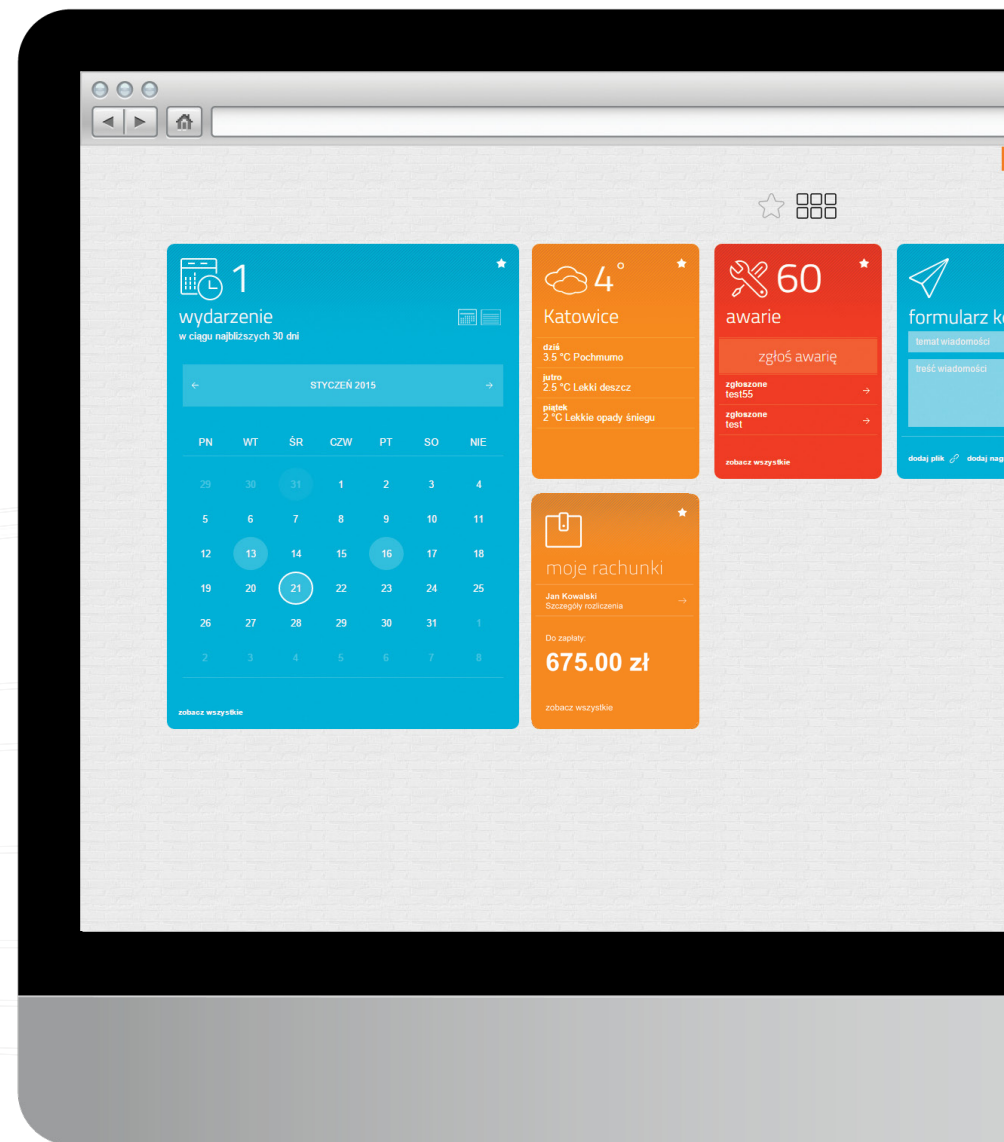 1
wydarzenie
w ciągu najbliższych 30 dni
STYCZEŃ 2015
PN WT ŚR CZW PT SO NIE
29 30 31 1 2 3 4
5 6 7 8 9 10 11
12 13 14 15 16 17 18
19 20 21 22 23 24 25
26 27 28 29 30 31 1
2 3 4 5 6 7 8
zobacz wszystkie
4°
Katowice
dziś
3.5 °C Pochmurno
jutro
2.5 °C Lekki deszcz
piątek
2 °C Lekkie opady śniegu
60
awarie
zgłoś awarię
zgłoszone
test55
zgłoszone
test
zobacz wszystkie
formularz
temat wiadomości
treść wiadomości
dodaj plik dodaj
moje rachunki
Jan Kowalski
Szczegóły rozliczenia
Do zapłaty:
675.00 zł
zobacz wszystkie